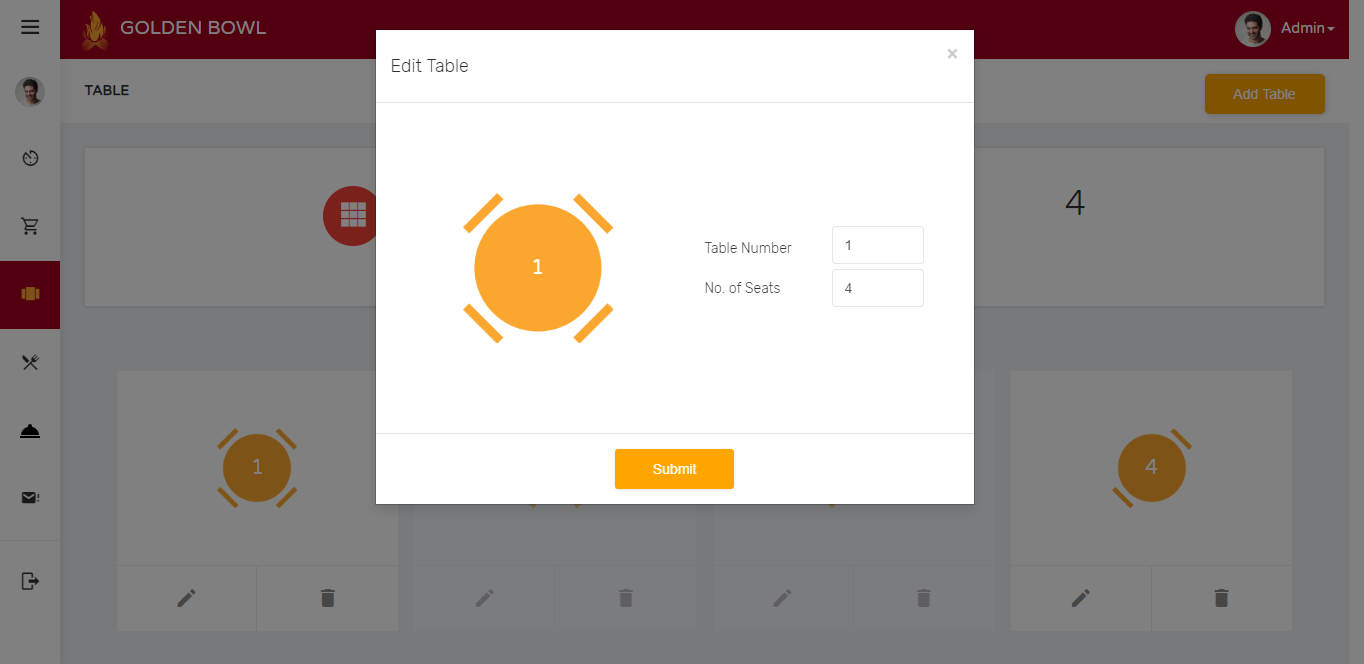 GOLDEN BOWL
Admin
TABLE
Add Table
Edit Table
×
4
1
Table Number
1
No. of Seats
4
1
4
Submit